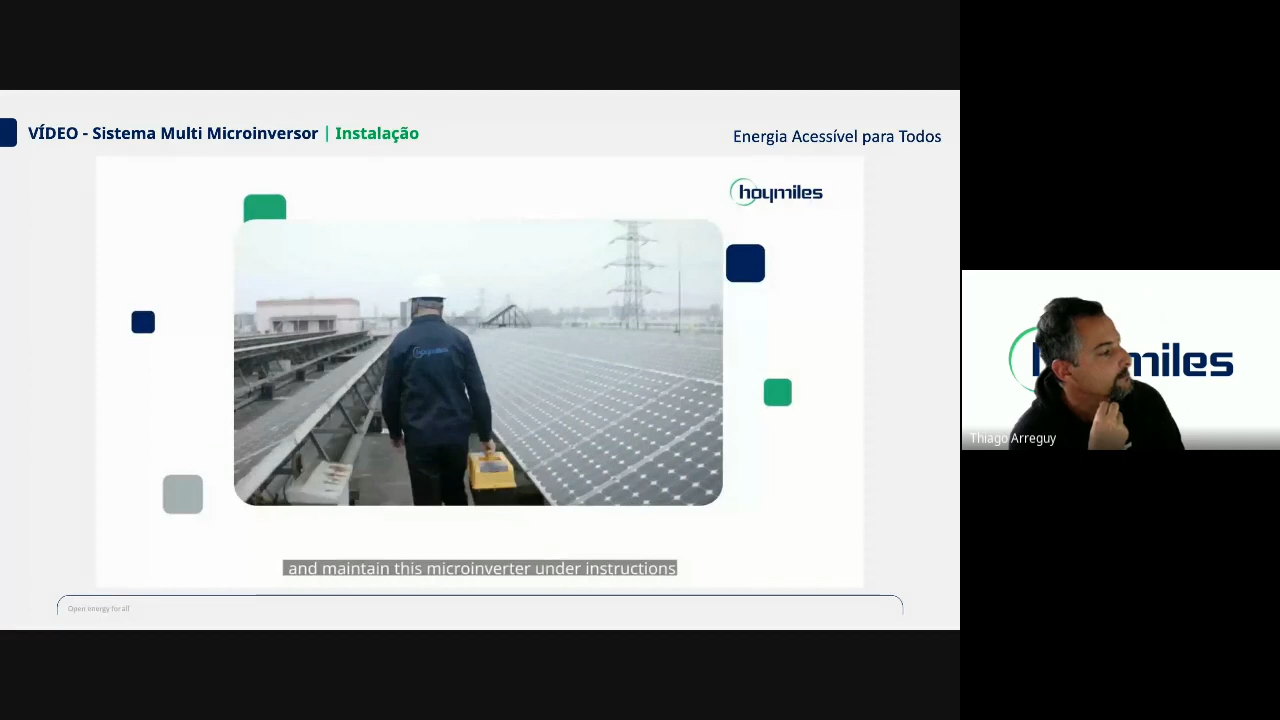 VÍDEO - Sistema Multi Microinversor | Instalação
Energia Acessível para Todos
hoymiles
hoymiles
and maintain this microinverter under instructions
Open energy for all
miles
Thiago Arreguy